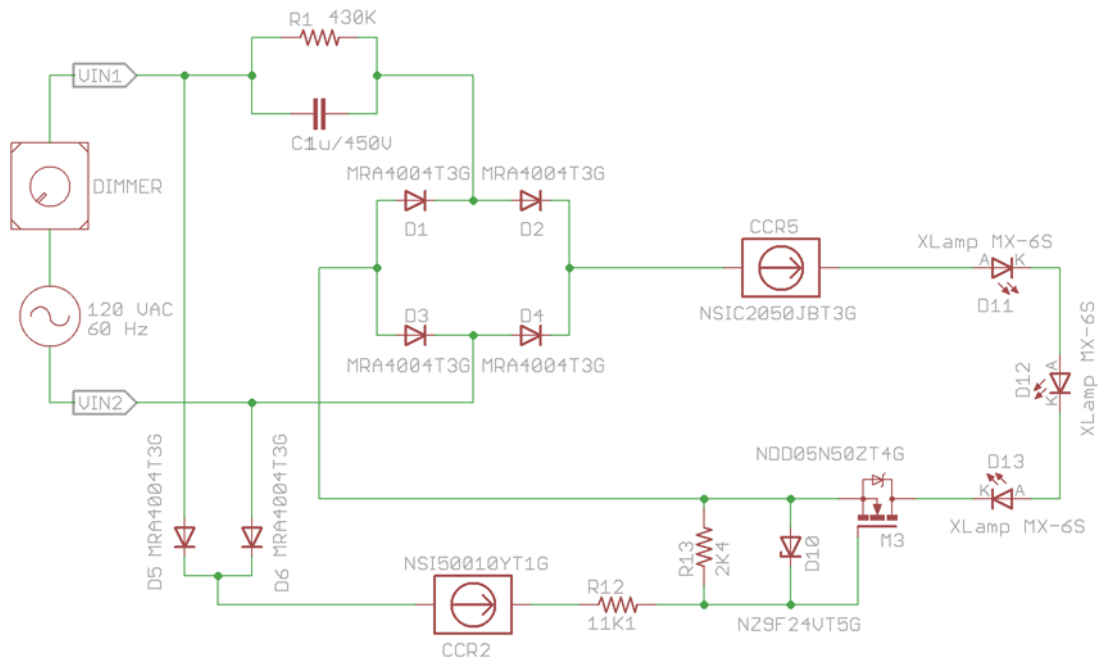 R1 430K
VIN1
C1u/450V
MRA4004T3G MRA4004T3G
DIMMER
D1 D2
CCR5
XLamp MX-6S
A K
NSIC2050JBT3G
D11
120 VAC
60 Hz
D3 D4
MRA4004T3G MRA4004T3G
XLamp MX-6S
D12
A
K
VIN2
D5 MRA4004T3G
D6 MRA4004T3G
NDD05N50ZT4G
D13
K A
XLamp MX-6S
M3
R13
2K4
D10
NSI50010YT1G
R12
11K1
NZ9F24VT5G
CCR2